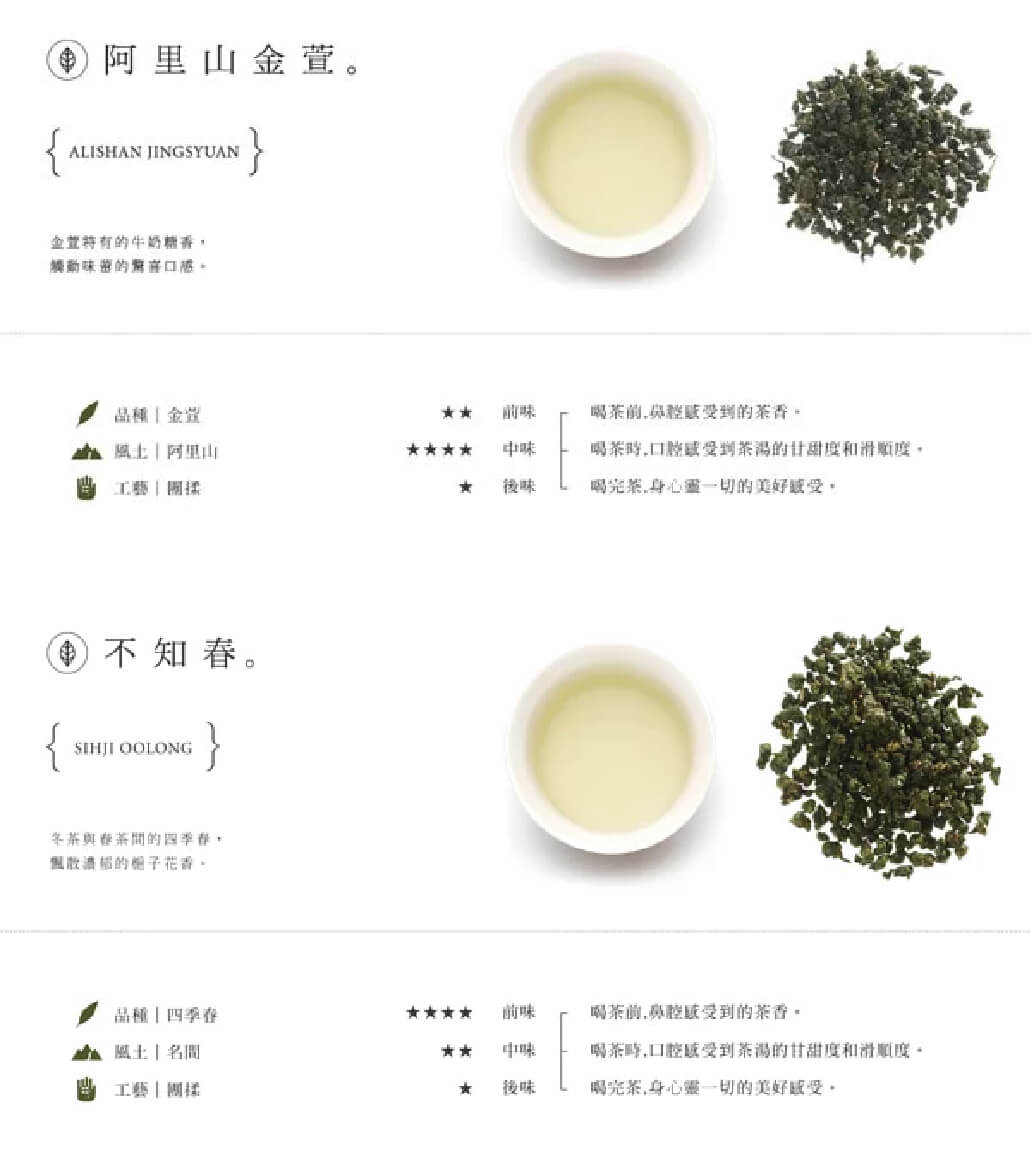 阿里山金萱。
ALISHAN JINGSYUAN
金萱特有的牛奶糖香，
觸動味蕾的驚喜口感。
品種｜金萱
風土｜阿里山
工藝｜團揉
★★ 前味 喝茶前,鼻腔感受到的茶香。
★★★★ 中味 喝茶時,口腔感受到茶湯的甘甜度和滑順度。
★ 後味 喝完茶,身心靈一切的美好感受。
不知春。
SIHJI OOLONG
冬茶與春茶間的四季春，
飄散濃郁的梔子花香。
品種｜四季春
風土｜名間
工藝｜團揉
★★★★ 前味 喝茶前,鼻腔感受到的茶香。
★★ 中味 喝茶時,口腔感受到茶湯的甘甜度和滑順度。
★ 後味 喝完茶,身心靈一切的美好感受。